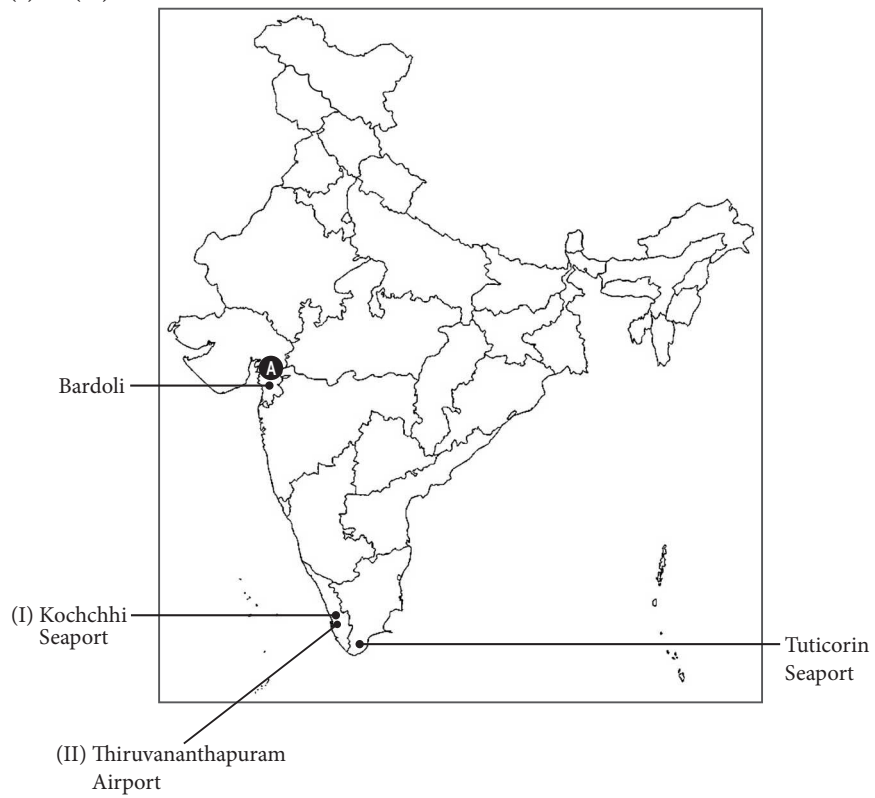 A
Bardoli
(I) Kochchhi
Seaport
Tuticorin
Seaport
(II) Thiruvananthapuram
Airport